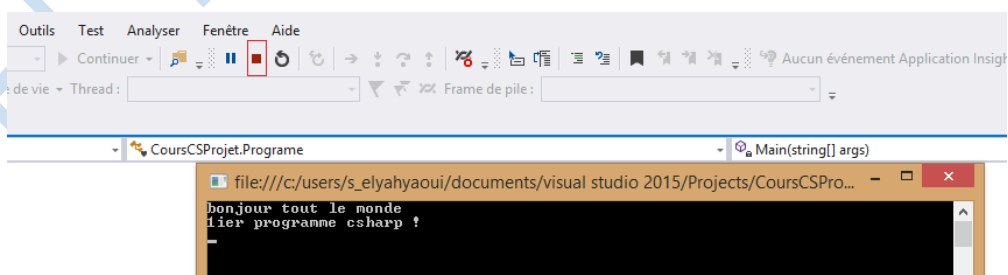 Outils Test Analyser Fenêtre Aide
Continuer Aucun événement Application Insigh
de vie Thread : Frame de pile :
CoursCSProjet.Programe Main(string[] args)
file:///c:/users/s_elyahyaoui/documents/visual studio 2015/Projects/CoursCSPro...
bonjour tout le monde
1ier programme csharp !